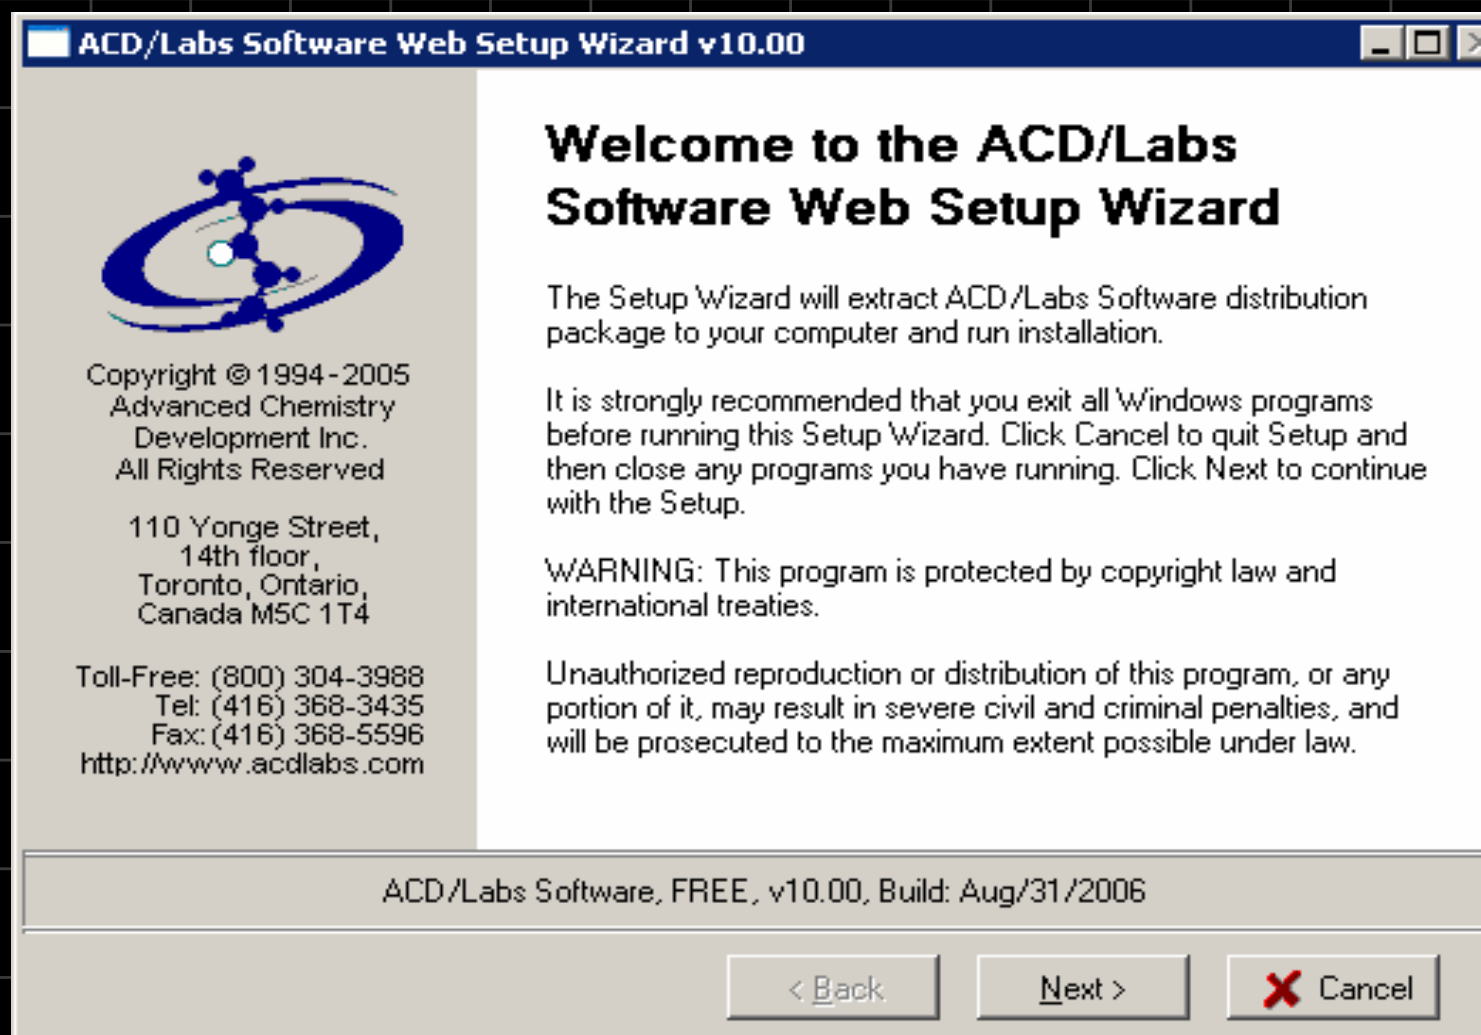 ACD/Labs Software Web Setup Wizard v10.00
Copyright © 1994-2005
Advanced Chemistry
Development Inc.
All Rights Reserved
110 Yonge Street,
14th floor,
Toronto, Ontario,
Canada M5C 1T4
Toll-Free: (800) 304-3988
Tel: (416) 368-3435
Fax: (416) 368-5596
http://www.acdlabs.com
Welcome to the ACD/Labs
Software Web Setup Wizard
The Setup Wizard will extract ACD/Labs Software distribution
package to your computer and run installation.
It is strongly recommended that you exit all Windows programs
before running this Setup Wizard. Click Cancel to quit Setup and
then close any programs you have running. Click Next to continue
with the Setup.
WARNING: This program is protected by copyright law and
international treaties.
Unauthorized reproduction or distribution of this program, or any
portion of it, may result in severe civil and criminal penalties, and
will be prosecuted to the maximum extent possible under law.
ACD/Labs Software, FREE, v10.00, Build: Aug/31/2006
< Back
Next >
Cancel